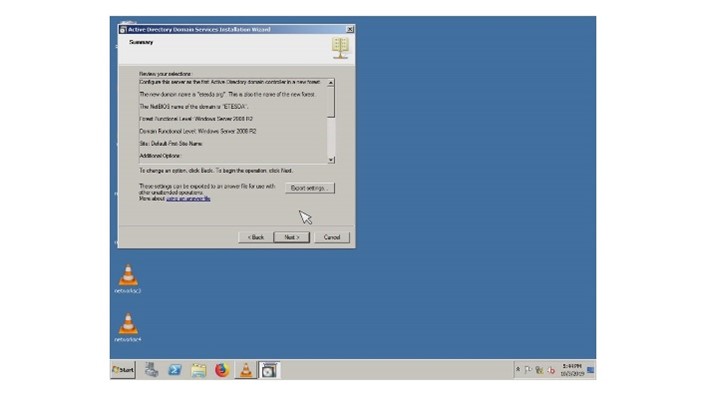 Active Directory Domain Services Installation Wizard
Summary
Review your selections:
Configure this server as the first Active Directory domain controller in a new forest.
The new domain name is "etesda.org". This is also the name of the new forest.
The NetBIOS name of the domain is "ETESDA".
Forest Functional Level: Windows Server 2008 R2
Domain Functional Level: Windows Server 2008 R2
Site: Default-First-Site-Name
Additional Options:
To change an option, click Back. To begin the operation, click Next.
These settings can be exported to an answer file for use with
other unattended operations.
More about using an answer file
Export settings...
< Back
Next >
Cancel
Start